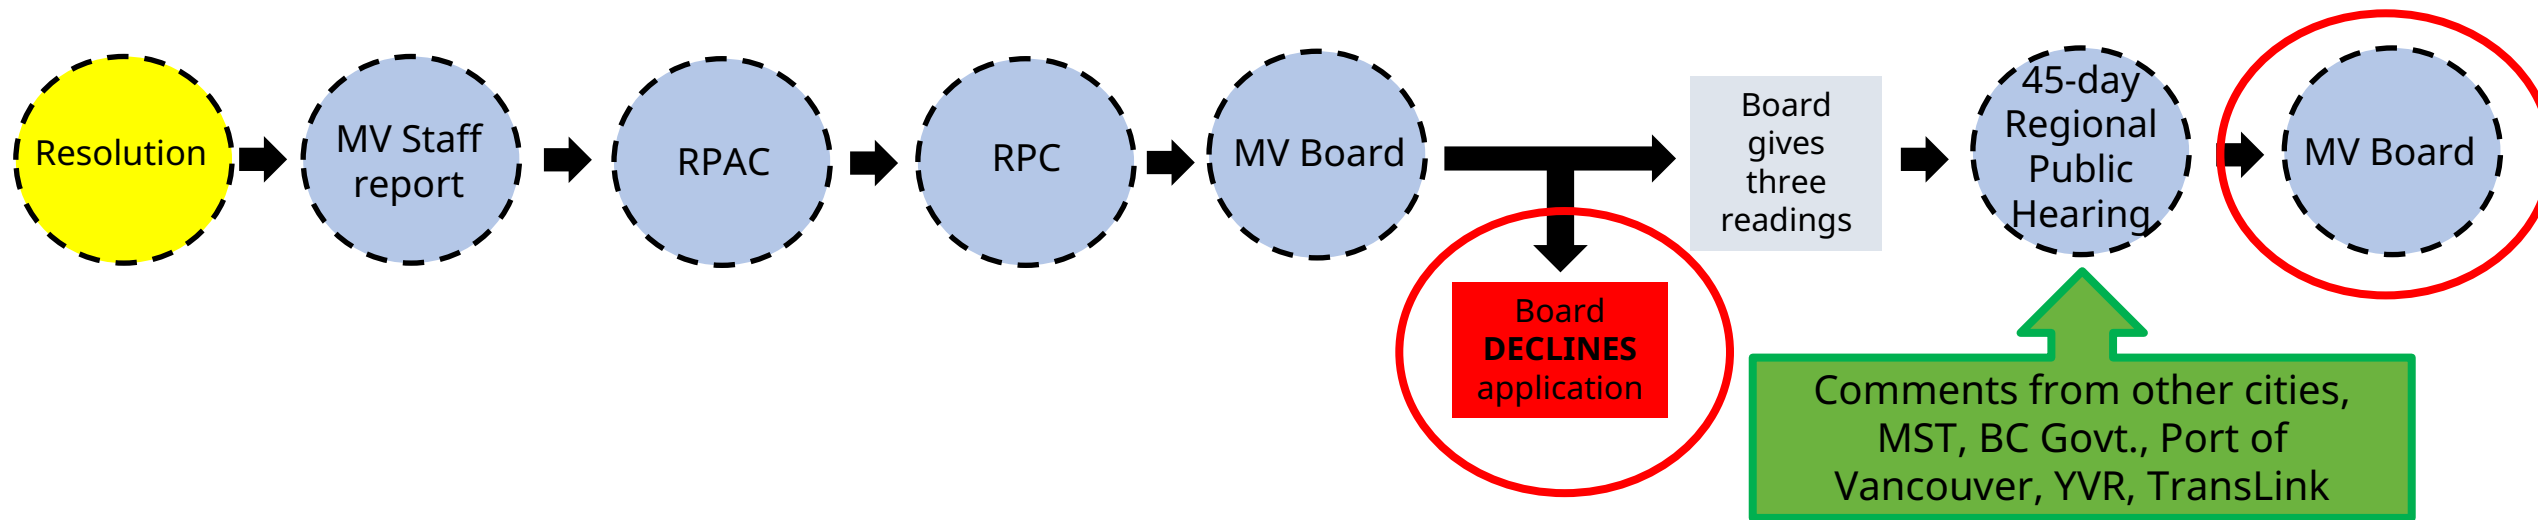 Resolution
MV Staff
report
RPAC
RPC
MV Board
Board
gives
three
readings
45-day
Regional
Public
Hearing
MV Board
Board
DECLINES
application
Comments from other cities,
MST, BC Govt., Port of
Vancouver, YVR, TransLink